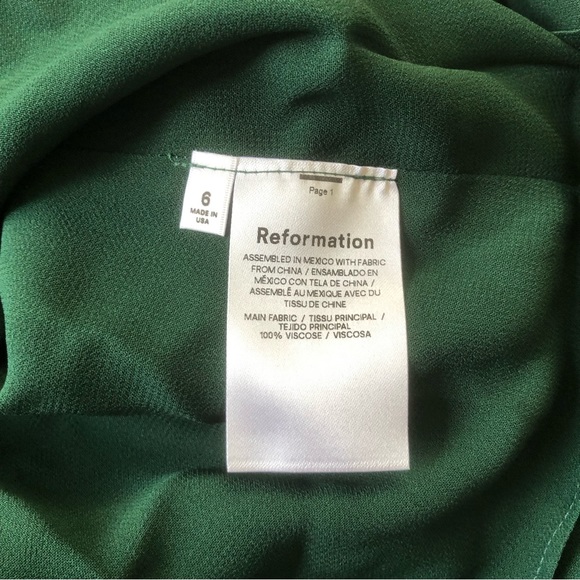 6
MADE IN
USA
Page 1
Reformation
ASSEMBLED IN MEXICO WITH FABRIC
FROM CHINA / ENSAMBLADO EN
MÉXICO CON TELA DE CHINA /
ASSEMBLÊ AU MEXIQUE AVEC DU
TISSU DE CHINE
MAIN FABRIC / TISSU PRINCIPAL /
TEJIDO PRINCIPAL
100% VISCOSE / VISCOSA